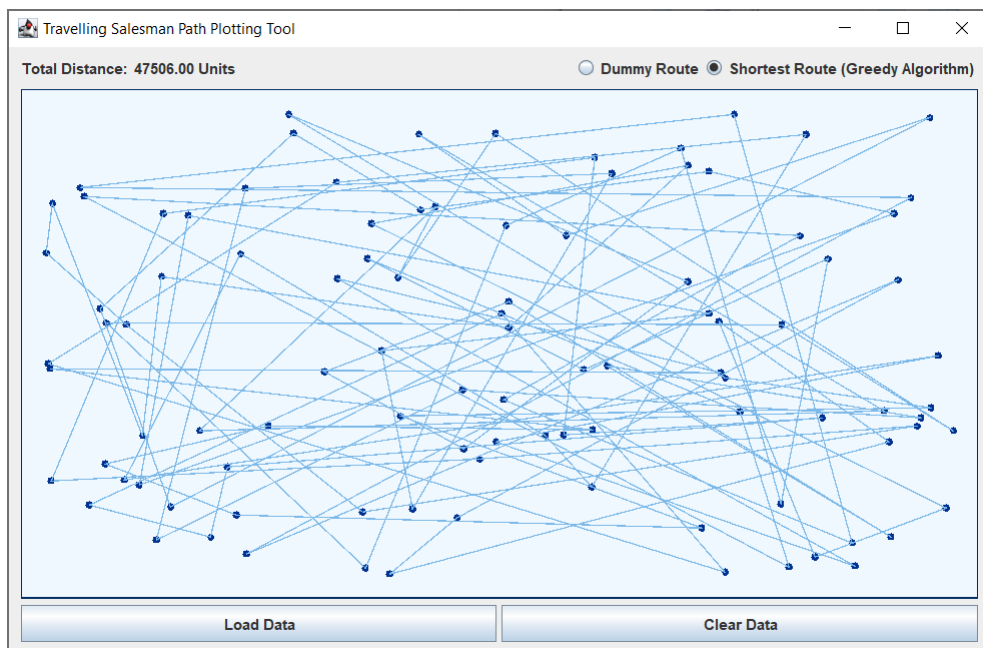 Travelling Salesman Path Plotting Tool
Total Distance: 47506.00 Units
Dummy Route
Shortest Route (Greedy Algorithm)
Load Data
Clear Data